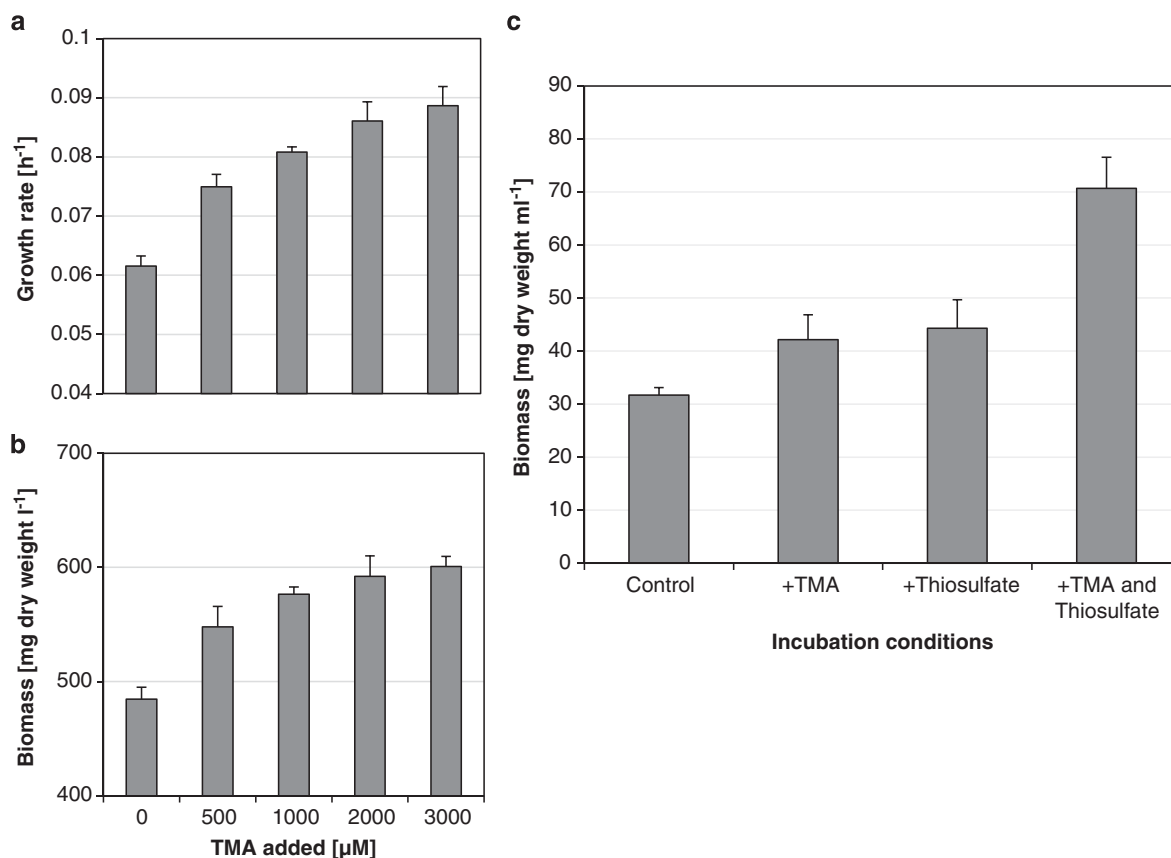 a
0.1
0.09
0.08
0.07
0.06
0.05
0.04
Growth rate [h⁻¹]
b
700
600
500
400
Biomass [mg dry weight l⁻¹]
0 500 1000 2000 3000
TMA added [µM]
c
90
80
70
60
50
40
30
20
10
0
Biomass [mg dry weight ml⁻¹]
Control +TMA +Thiosulfate +TMA and
Thiosulfate
Incubation conditions